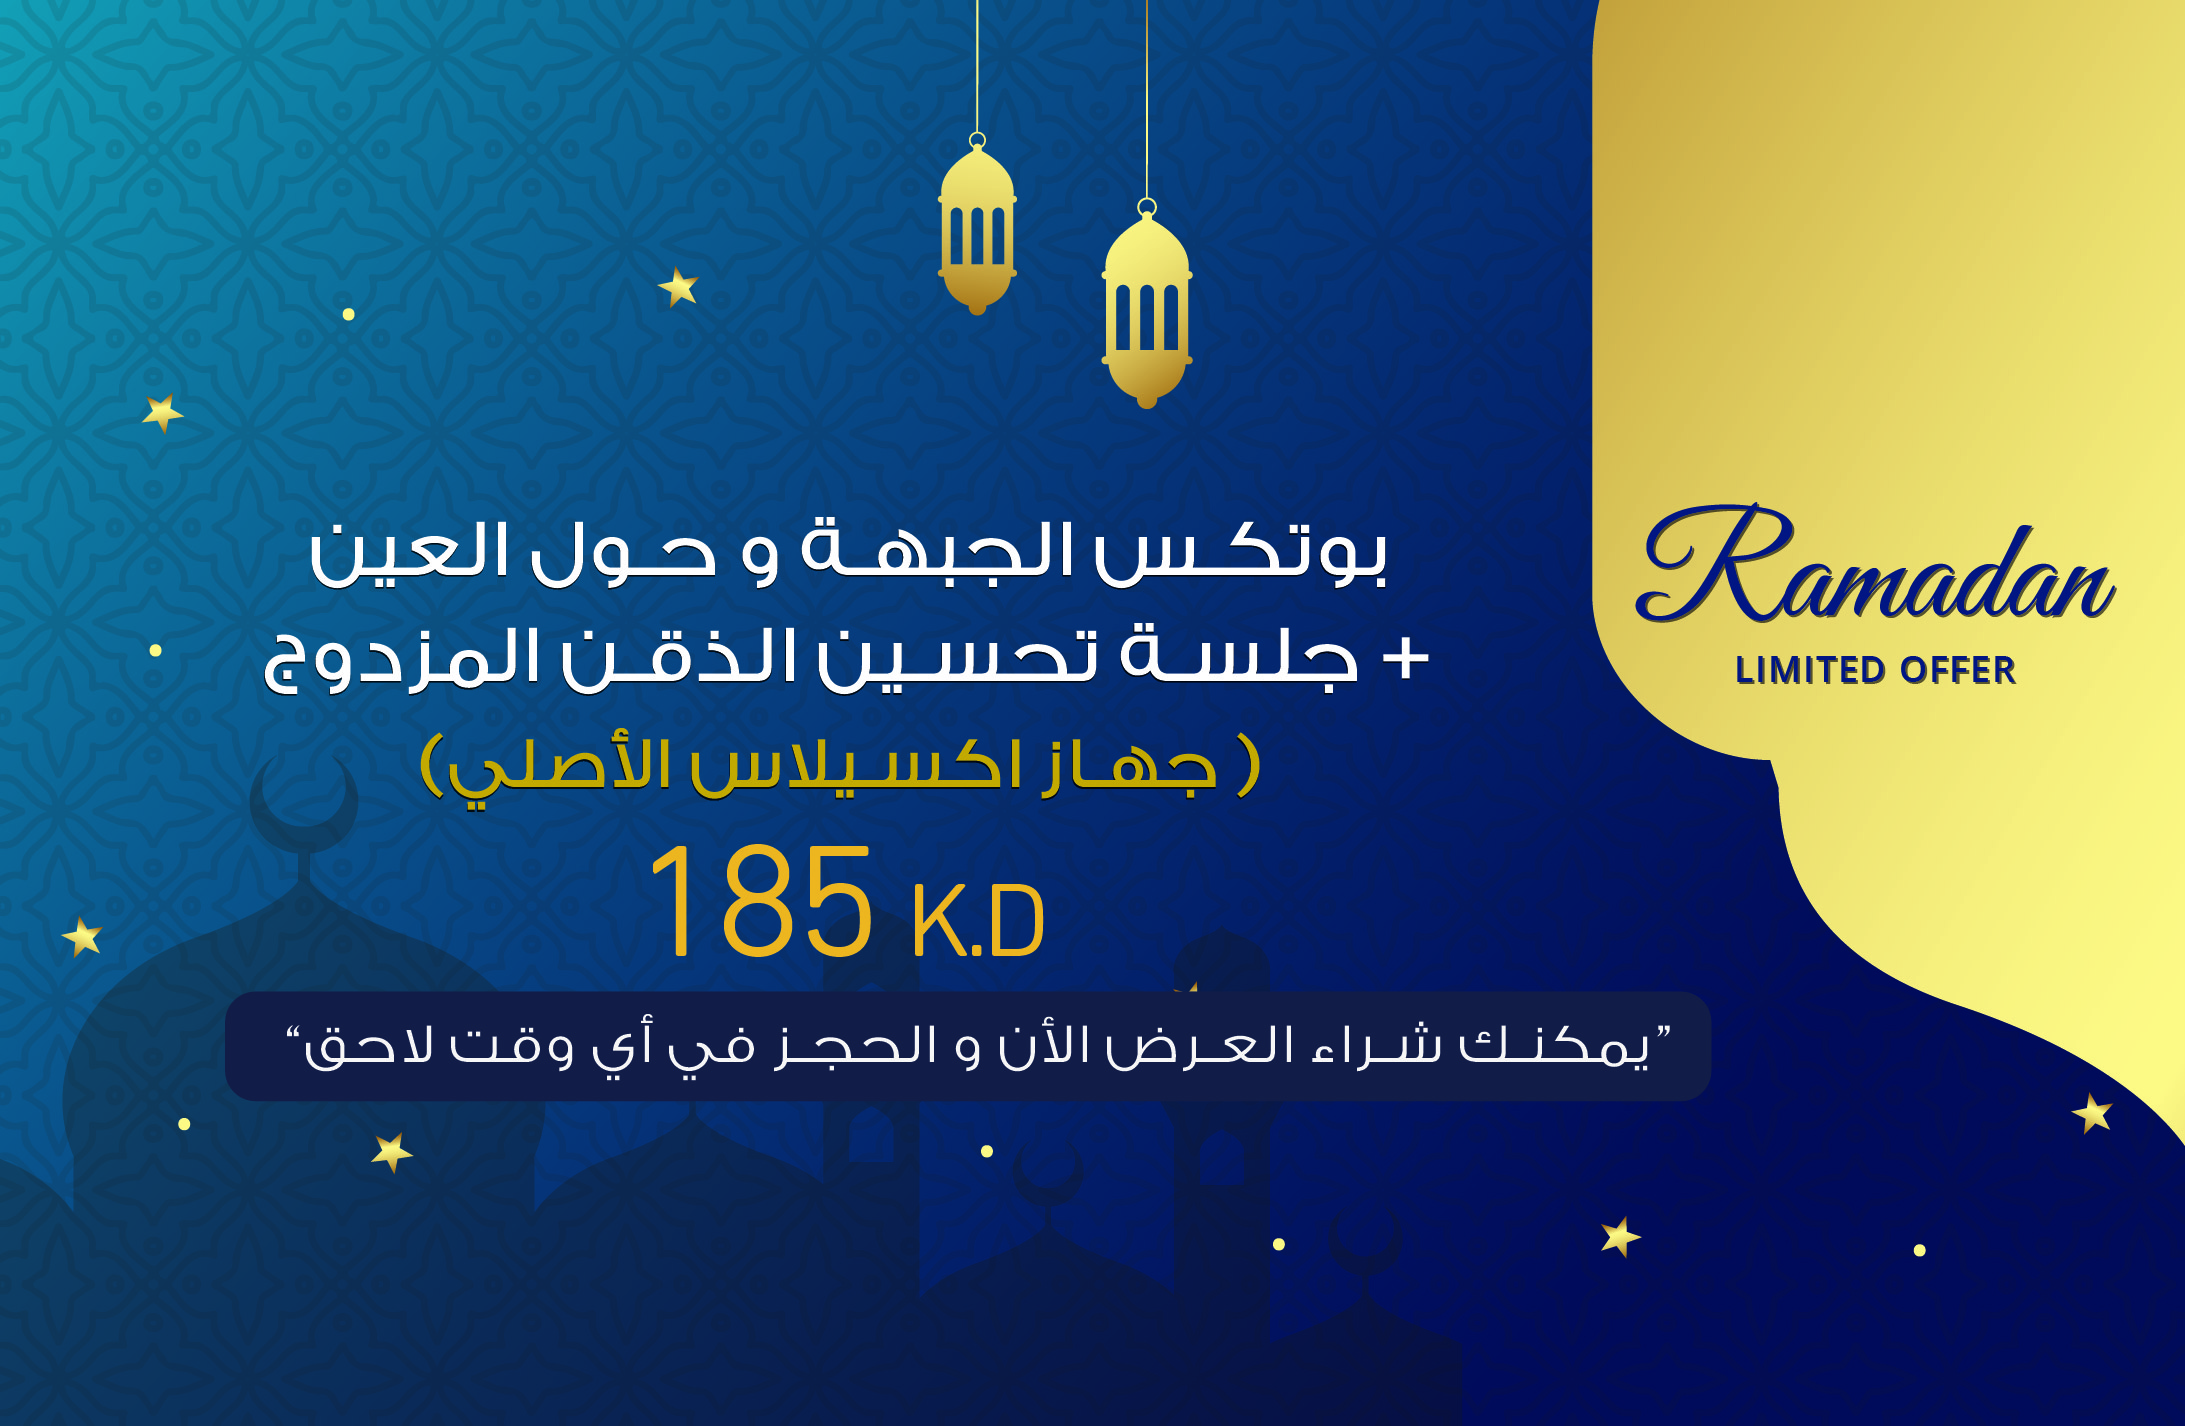 بوتكس الجبهة و حول العين
+ جلسة تحسين الذقن المزدوج
( جهاز اكسيلاس الأصلي)
185 K.D
”يمكنك شراء العرض الأن و الحجز في أي وقت لاحق“
Ramadan
LIMITED OFFER